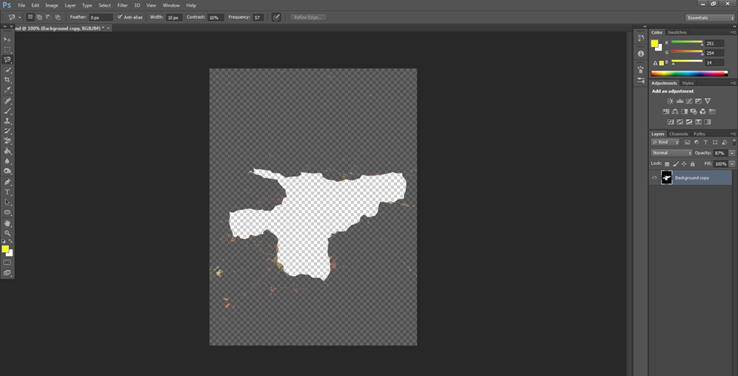 Ps File Edit Image Layer Type Select Filter 3D View Window Help
Feather: 0 px Anti-alias Width: 10 px Contrast: 10% Frequency: 57 Refine Edge... Essentials
nd @ 100% (Background copy, RGB/8#) * ×
Color Swatches
R 251
G 254
B 14
Adjustments Styles
Add an adjustment
Layers Channels Paths
Kind
Normal Opacity: 87%
Lock: Fill: 100%
Background copy